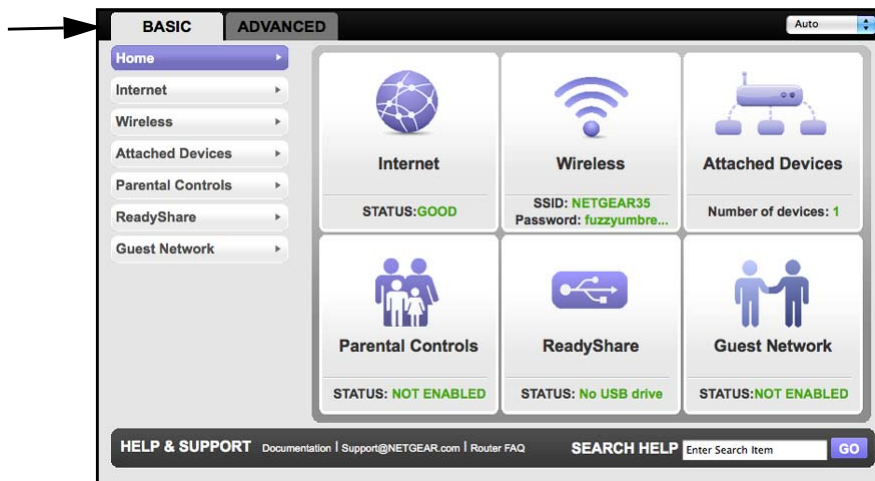 BASIC
ADVANCED
Auto
Home
Internet
Wireless
Attached Devices
Parental Controls
ReadyShare
Guest Network
Internet
STATUS:GOOD
Wireless
SSID: NETGEAR35
Password: fuzzyumbre...
Attached Devices
Number of devices: 1
Parental Controls
STATUS: NOT ENABLED
ReadyShare
STATUS: No USB drive
Guest Network
STATUS:NOT ENABLED
HELP & SUPPORT Documentation | Support@NETGEAR.com | Router FAQ SEARCH HELP Enter Search Item GO